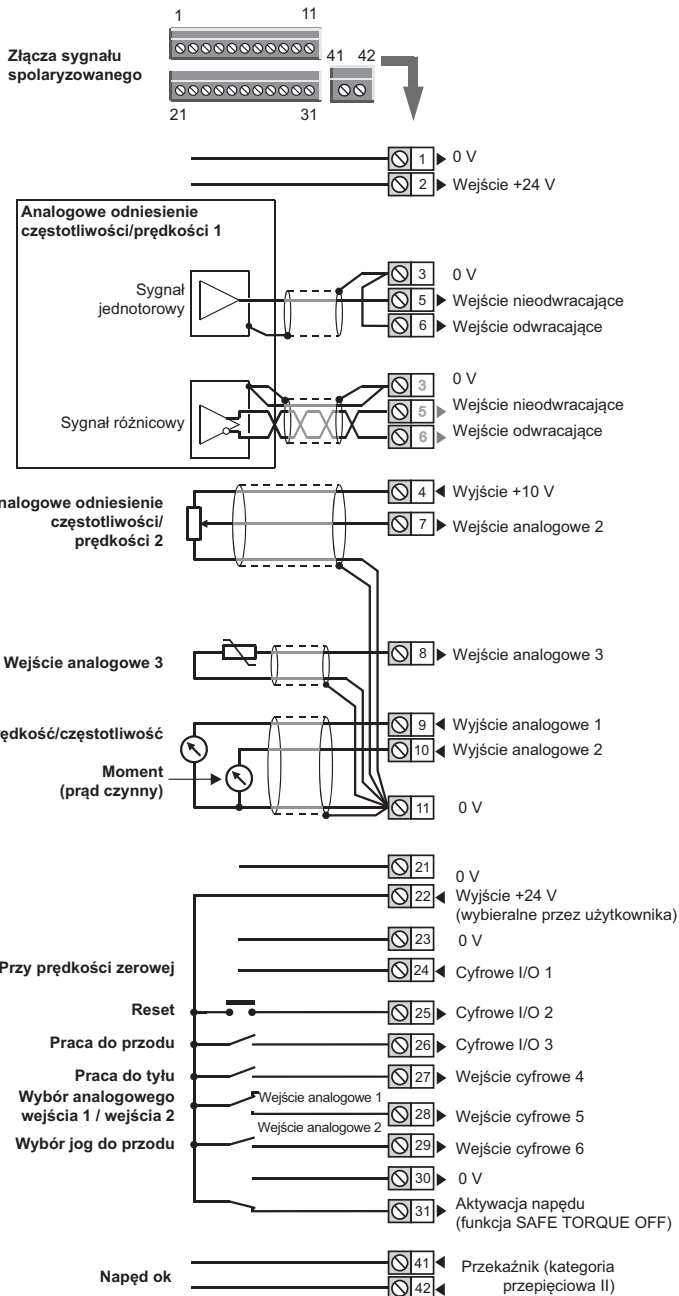 1 11
Złącza sygnału
spolaryzowanego
41 42
21 31
1 0 V
2 Wejście +24 V
Analogowe odniesienie
częstotliwości/prędkości 1
Sygnał
jednotorowy
3 0 V
5 Wejście nieodwracające
6 Wejście odwracające
Sygnał różnicowy
3 0 V
5 Wejście nieodwracające
6 Wejście odwracające
nalogowe odniesienie
częstotliwości/
prędkości 2
4 Wyjście +10 V
7 Wejście analogowe 2
Wejście analogowe 3
8 Wejście analogowe 3
rędkość/częstotliwość
9 Wyjście analogowe 1
10 Wyjście analogowe 2
Moment
(prąd czynny)
11 0 V
21 0 V
22 Wyjście +24 V
(wybieralne przez użytkownika)
23 0 V
Przy prędkości zerowej
24 Cyfrowe I/O 1
Reset
25 Cyfrowe I/O 2
Praca do przodu
26 Cyfrowe I/O 3
Praca do tyłu
27 Wejście cyfrowe 4
Wybór analogowego
wejścia 1 / wejścia 2
Wejście analogowe 1
28 Wejście cyfrowe 5
Wejście analogowe 2
Wybór jog do przodu
29 Wejście cyfrowe 6
30 0 V
31 Aktywacja napędu
(funkcja SAFE TORQUE OFF)
Napęd ok
41 Przekaźnik (kategoria
42 przepięciowa II)